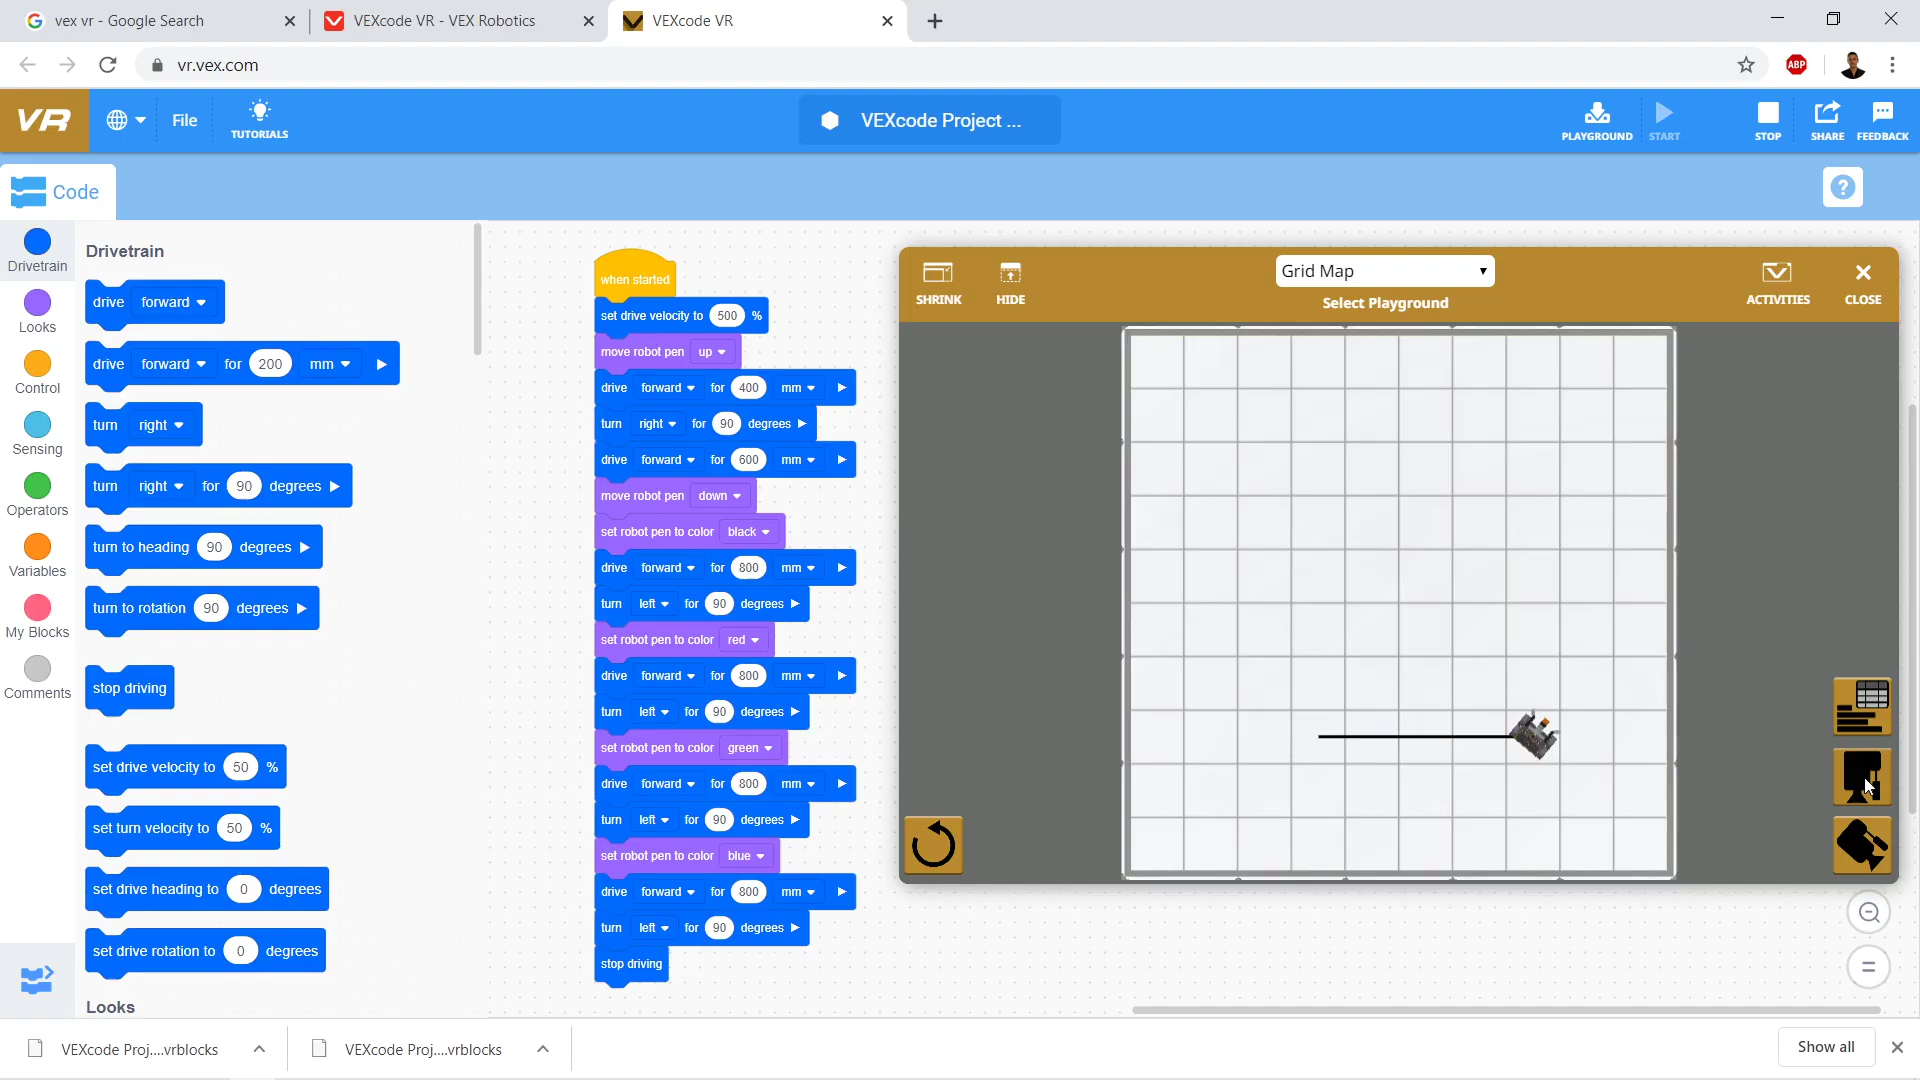 vex vr - Google Search
VEXcode VR - VEX Robotics
VEXcode VR
vr.vex.com
ABP
VR
File
TUTORIALS
VEXcode Project ...
PLAYGROUND
START
STOP
SHARE
FEEDBACK
Code
?
Drivetrain
Looks
Control
Sensing
Operators
Variables
My Blocks
Comments
Drivetrain
drive forward
drive forward for 200 mm
turn right
turn right for 90 degrees
turn to heading 90 degrees
turn to rotation 90 degrees
stop driving
set drive velocity to 50 %
set turn velocity to 50 %
set drive heading to 0 degrees
set drive rotation to 0 degrees
Looks
when started
set drive velocity to 500 %
move robot pen up
drive forward for 400 mm
turn right for 90 degrees
drive forward for 600 mm
move robot pen down
set robot pen to color black
drive forward for 800 mm
turn left for 90 degrees
set robot pen to color red
drive forward for 800 mm
turn left for 90 degrees
set robot pen to color green
drive forward for 800 mm
turn left for 90 degrees
set robot pen to color blue
drive forward for 800 mm
turn left for 90 degrees
stop driving
SHRINK
HIDE
Grid Map
Select Playground
ACTIVITIES
CLOSE
VEXcode Proj....vrblocks
VEXcode Proj....vrblocks
Show all